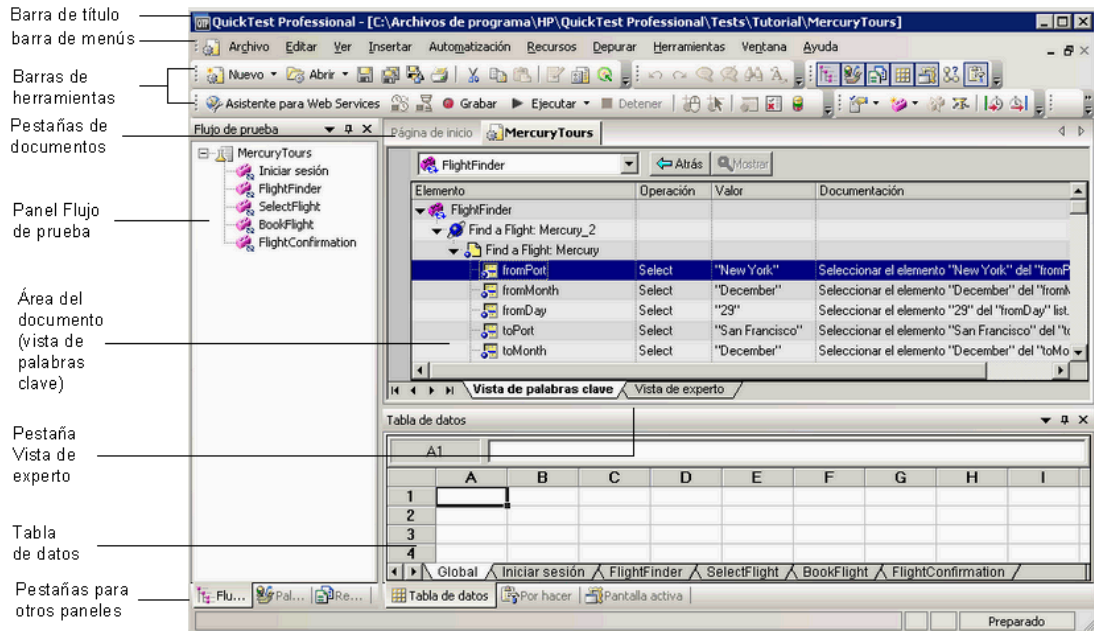 Barra de título
barra de menús
Barras de
herramientas
Pestañas de
documentos
Panel Flujo
de prueba
Área del
documento
(vista de
palabras
clave)
Pestaña
Vista de
experto
Tabla
de datos
Pestañas para
otros paneles
QuickTest Professional - [C:\Archivos de programa\HP\QuickTest Professional\Tests\Tutorial\MercuryTours]
Archivo Editar Ver Insertar Automatización Recursos Depurar Herramientas Ventana Ayuda
Nuevo Abrir
Asistente para Web Services Grabar Ejecutar Detener
Flujo de prueba
MercuryTours
Iniciar sesión
FlightFinder
SelectFlight
BookFlight
FlightConfirmation
Página de inicio MercuryTours
FlightFinder Atrás Mostrar
Elemento Operación Valor Documentación
FlightFinder
Find a Flight: Mercury_2
Find a Flight: Mercury
fromPort Select "New York" Seleccionar el elemento "New York" del "fromP
fromMonth Select "December" Seleccionar el elemento "December" del "fromM
fromDay Select "29" Seleccionar el elemento "29" del "fromDay" list.
toPort Select "San Francisco" Seleccionar el elemento "San Francisco" del "to
toMonth Select "December" Seleccionar el elemento "December" del "toMo
Vista de palabras clave Vista de experto
Tabla de datos
A1
A B C D E F G H I
1
2
3
4
Global Iniciar sesión FlightFinder SelectFlight BookFlight FlightConfirmation
Flu... Pal... Re... Tabla de datos Por hacer Pantalla activa
Preparado